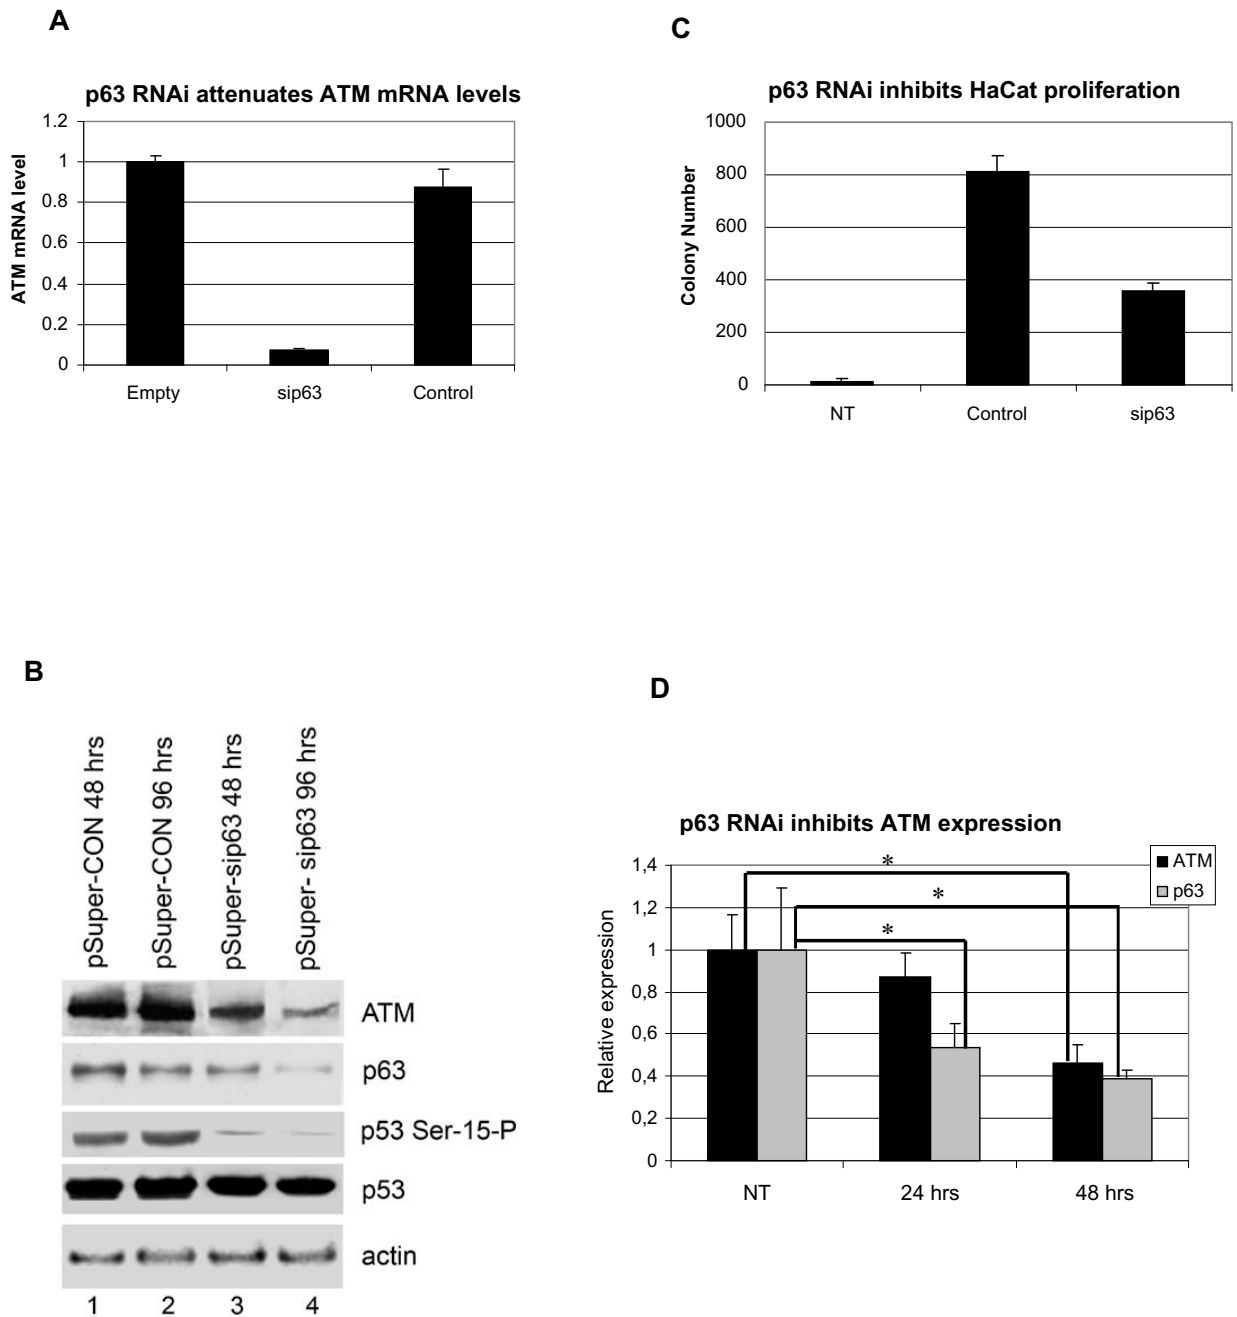 A
p63 RNAi attenuates ATM mRNA levels
ATM mRNA level
1.2
1
0.8
0.6
0.4
0.2
0
Empty sip63 Control
C
p63 RNAi inhibits HaCat proliferation
Colony Number
1000
800
600
400
200
0
NT Control sip63
B
pSuper-CON 48 hrs
pSuper-CON 96 hrs
pSuper-sip63 48 hrs
pSuper- sip63 96 hrs
ATM
p63
p53 Ser-15-P
p53
actin
1 2 3 4
D
p63 RNAi inhibits ATM expression
Relative expression
1,4
1,2
1
0,8
0,6
0,4
0,2
0
*
*
*
ATM
p63
NT 24 hrs 48 hrs